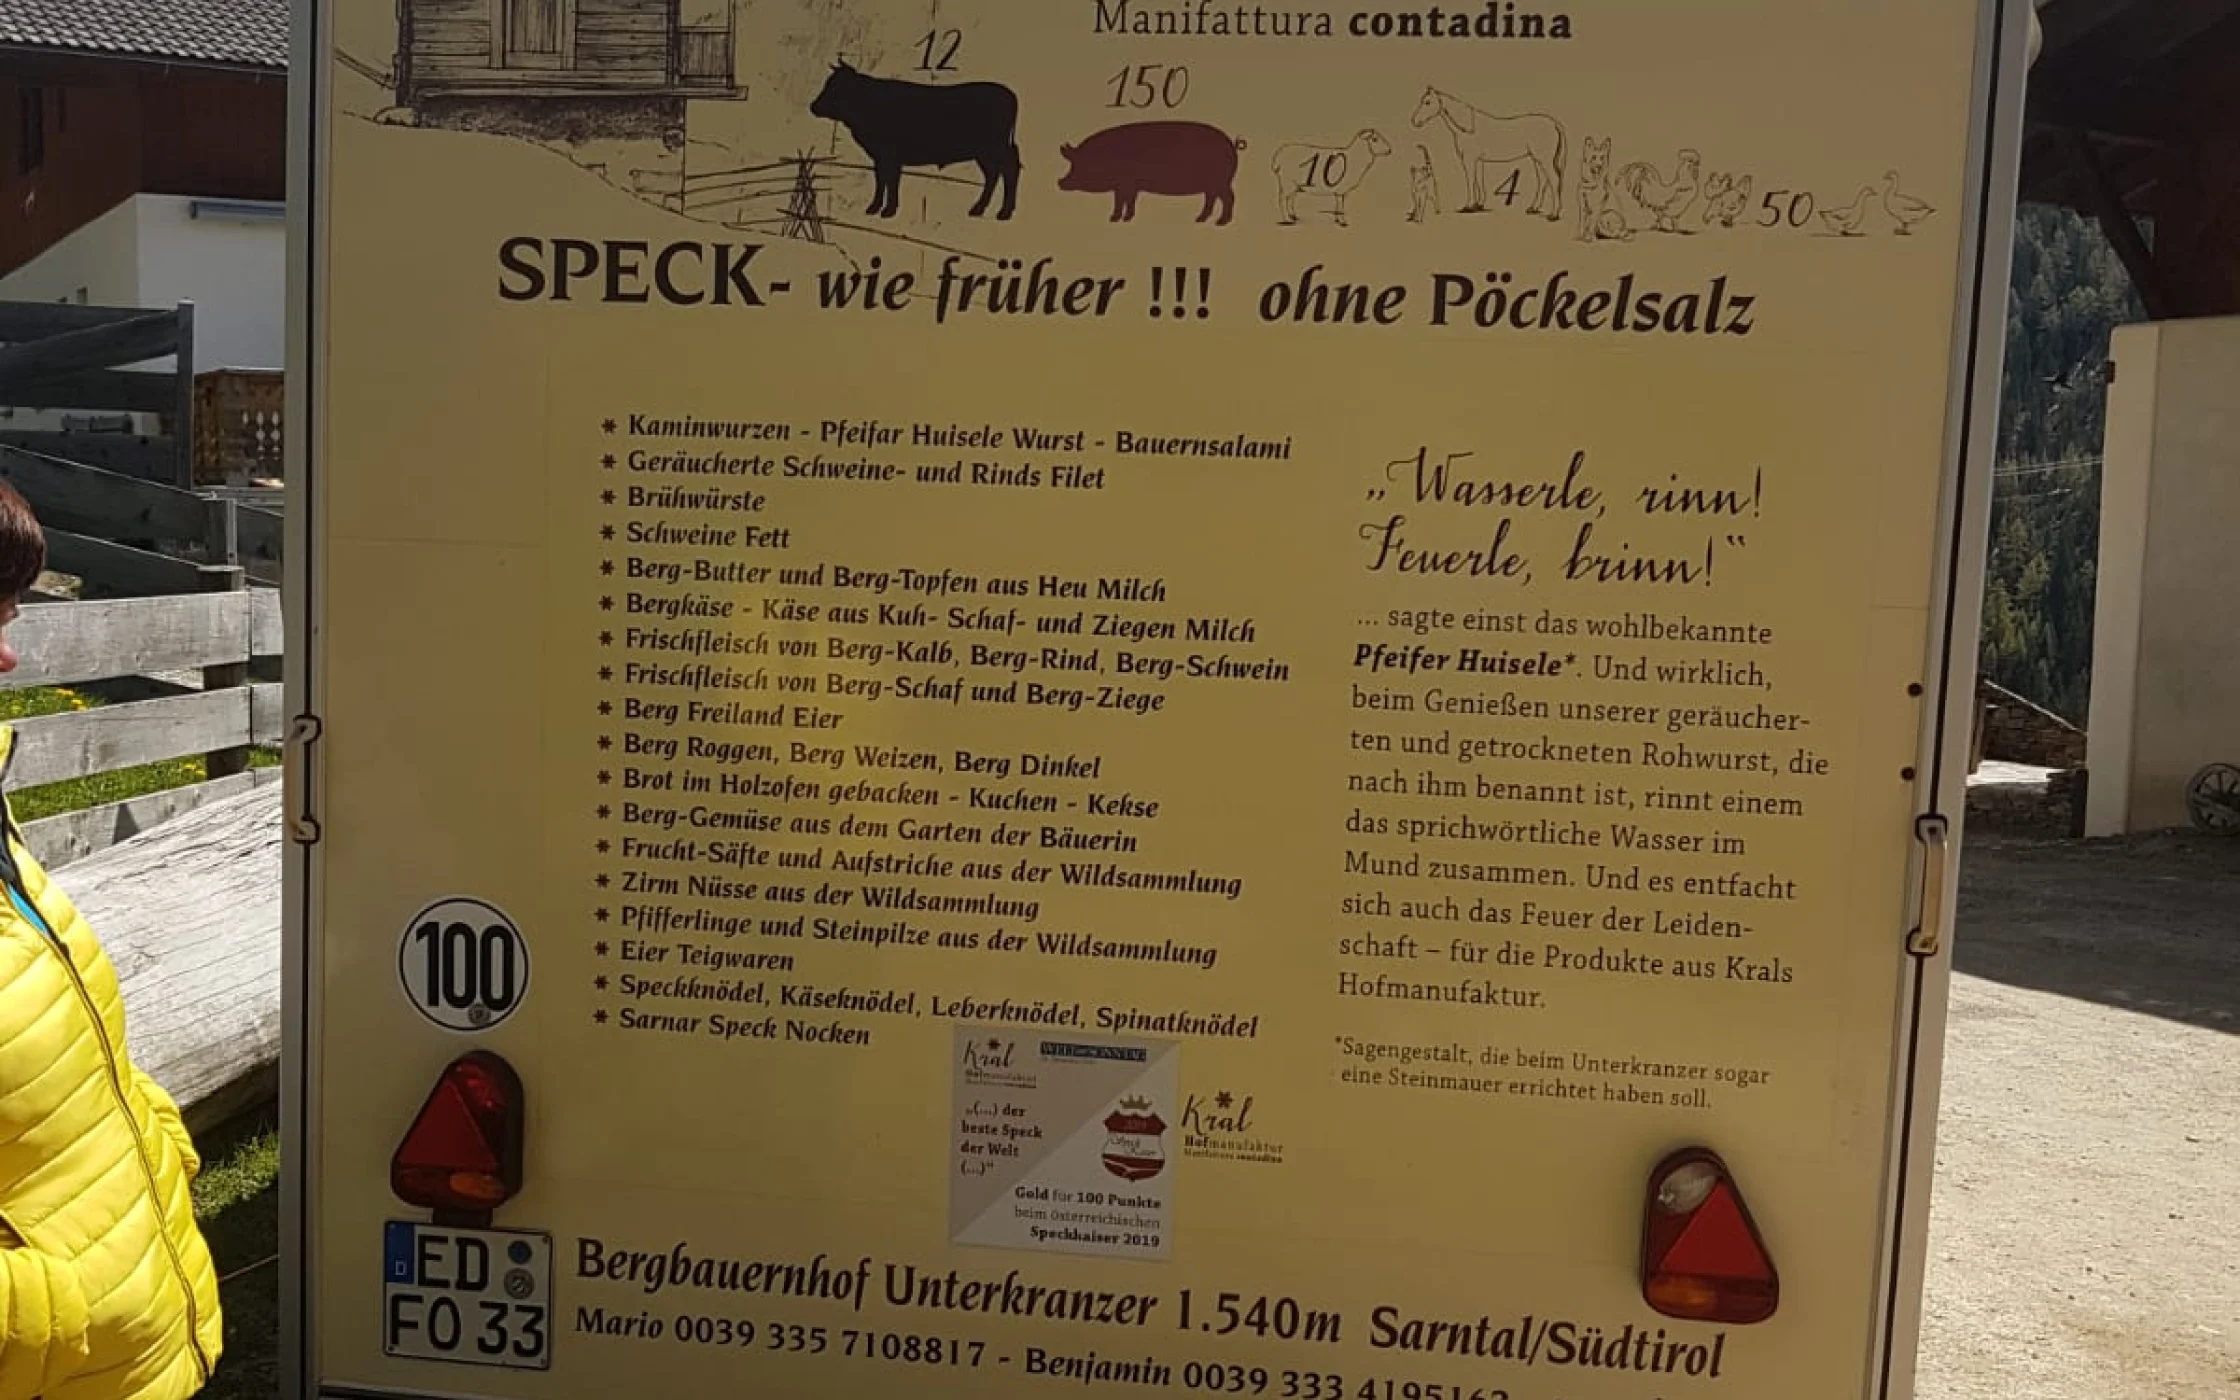 Manifattura contadina
12
150
10
4
50
SPECK- wie früher !!! ohne Pöckelsalz
* Kaminwurzen - Pfeifar Huisele Wurst - Bauernsalami
* Geräucherte Schweine- und Rinds Filet
* Brühwürste
* Schweine Fett
* Berg-Butter und Berg-Topfen aus Heu Milch
* Bergkäse - Käse aus Kuh- Schaf- und Ziegen Milch
* Frischfleisch von Berg-Kalb, Berg-Rind, Berg-Schwein
* Frischfleisch von Berg-Schaf und Berg-Ziege
* Berg Freiland Eier
* Berg Roggen, Berg Weizen, Berg Dinkel
* Brot im Holzofen gebacken - Kuchen - Kekse
* Berg-Gemüse aus dem Garten der Bäuerin
* Frucht-Säfte und Aufstriche aus der Wildsammlung
* Zirm Nüsse aus der Wildsammlung
* Pfifferlinge und Steinpilze aus der Wildsammlung
* Eier Teigwaren
* Speckknödel, Käseknödel, Leberknödel, Spinatknödel
* Sarnar Speck Nocken
„Wasserle, rinn!
Feuerle, brinn!“
... sagte einst das wohlbekannte
Pfeifer Huisele*. Und wirklich,
beim Genießen unserer geräucher-
ten und getrockneten Rohwurst, die
nach ihm benannt ist, rinnt einem
das sprichwörtliche Wasser im
Mund zusammen. Und es entfacht
sich auch das Feuer der Leiden-
schaft – für die Produkte aus Krals
Hofmanufaktur.
*Sagengestalt, die beim Unterkranzer sogar
eine Steinmauer errichtet haben soll.
100
Kral
Hofmanufaktur
WELT AM SONNTAG
„(...) der
beste Speck
der Welt
(...)“
2019
Gold für 100 Punkte
beim österreichischen
Speckkaiser 2019
Kral
Hofmanufaktur
Manifattura contadina
D
ED
FO 33
Bergbauernhof Unterkranzer 1.540m Sarntal/Südtirol
Mario 0039 335 7108817 - Benjamin 0039 333 4195162